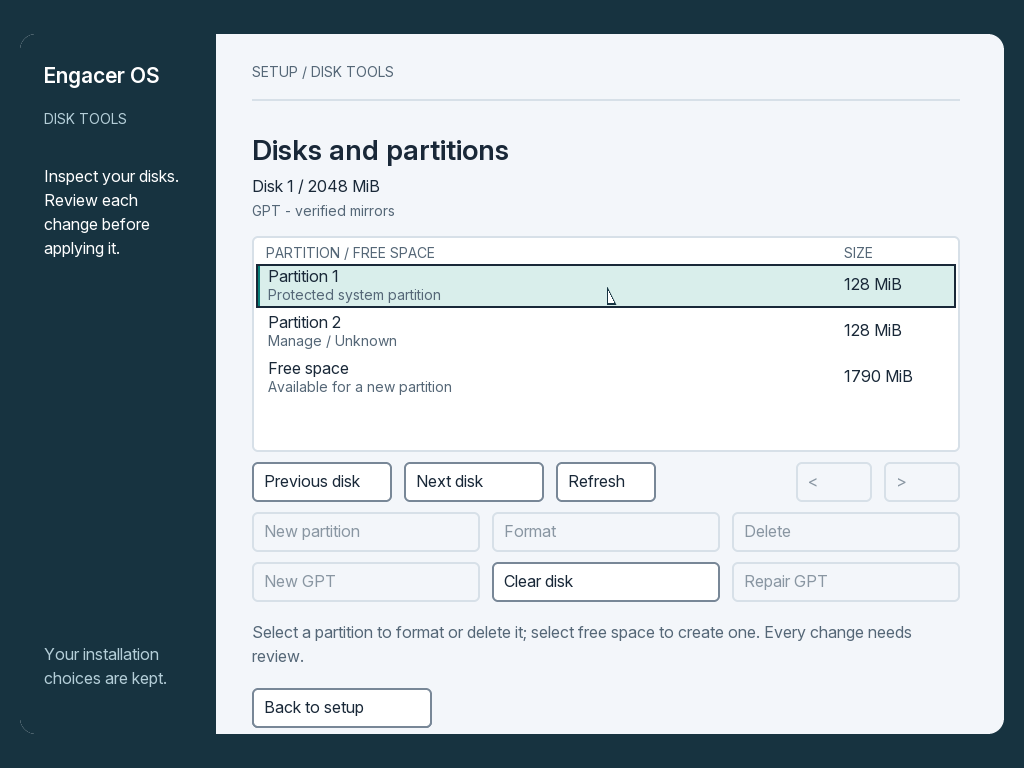 Engacer OS
DISK TOOLS
Inspect your disks.
Review each
change before
applying it.
Your installation
choices are kept.
SETUP / DISK TOOLS
Disks and partitions
Disk 1 / 2048 MiB
GPT - verified mirrors
PARTITION / FREE SPACE SIZE
Partition 1
Protected system partition
128 MiB
Partition 2
Manage / Unknown
128 MiB
Free space
Available for a new partition
1790 MiB
Previous disk Next disk Refresh < >
New partition Format Delete
New GPT Clear disk Repair GPT
Select a partition to format or delete it; select free space to create one. Every change needs
review.
Back to setup